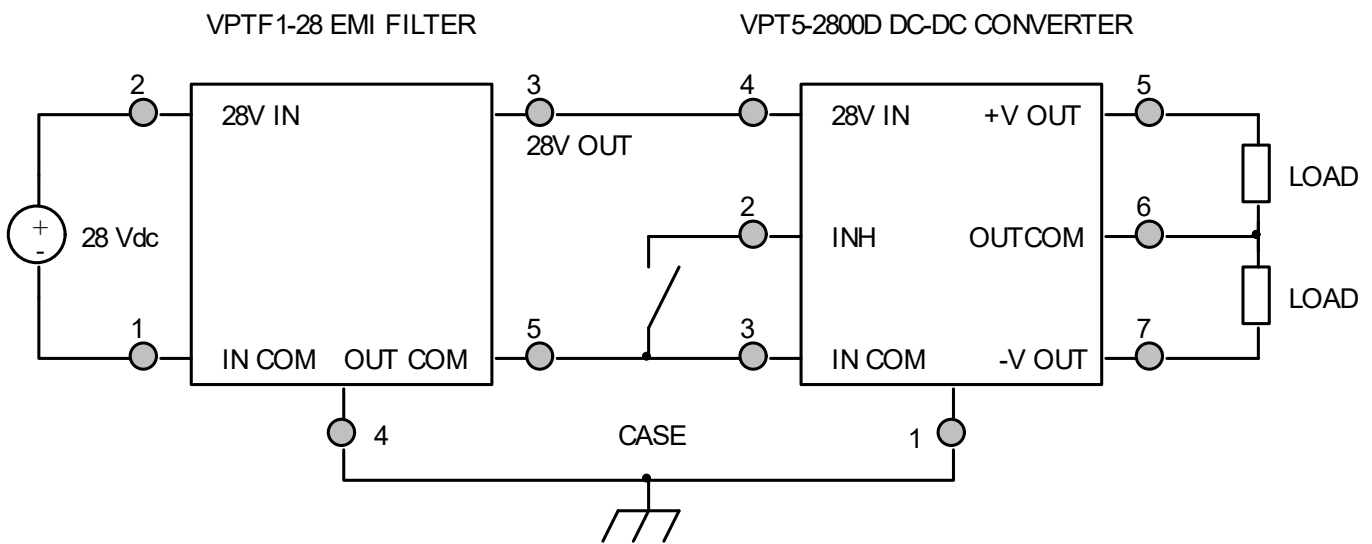 VPTF1-28 EMI FILTER
VPT5-2800D DC-DC CONVERTER
2
3
4
5
28V IN
28V OUT
28V IN
+V OUT
LOAD
+
-
28 Vdc
2
INH
OUTCOM
6
LOAD
1
5
3
7
IN COM
OUT COM
IN COM
-V OUT
4
CASE
1